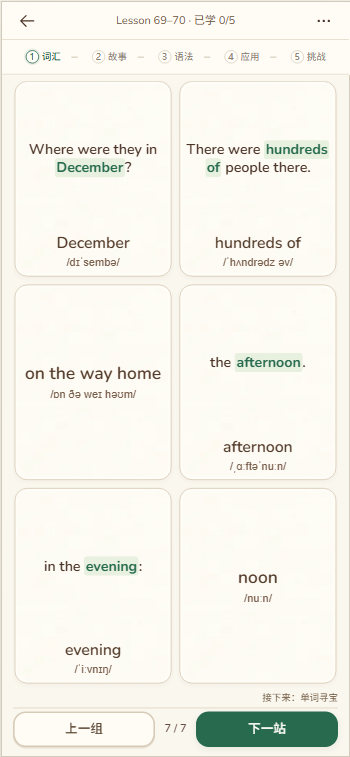 Lesson 69–70 · 已学 0/5
1 词汇 – 2 故事 – 3 语法 – 4 应用 – 5 挑战
Where were they in
December?
December
/dɪˈsembə/
There were hundreds
of people there.
hundreds of
/ˈhʌndrədz əv/
on the way home
/ɒn ðə weɪ həʊm/
the afternoon.
afternoon
/ˌɑːftəˈnuːn/
in the evening:
evening
/ˈiːvnɪŋ/
noon
/nuːn/
接下来：单词寻宝
上一组
7 / 7
下一站